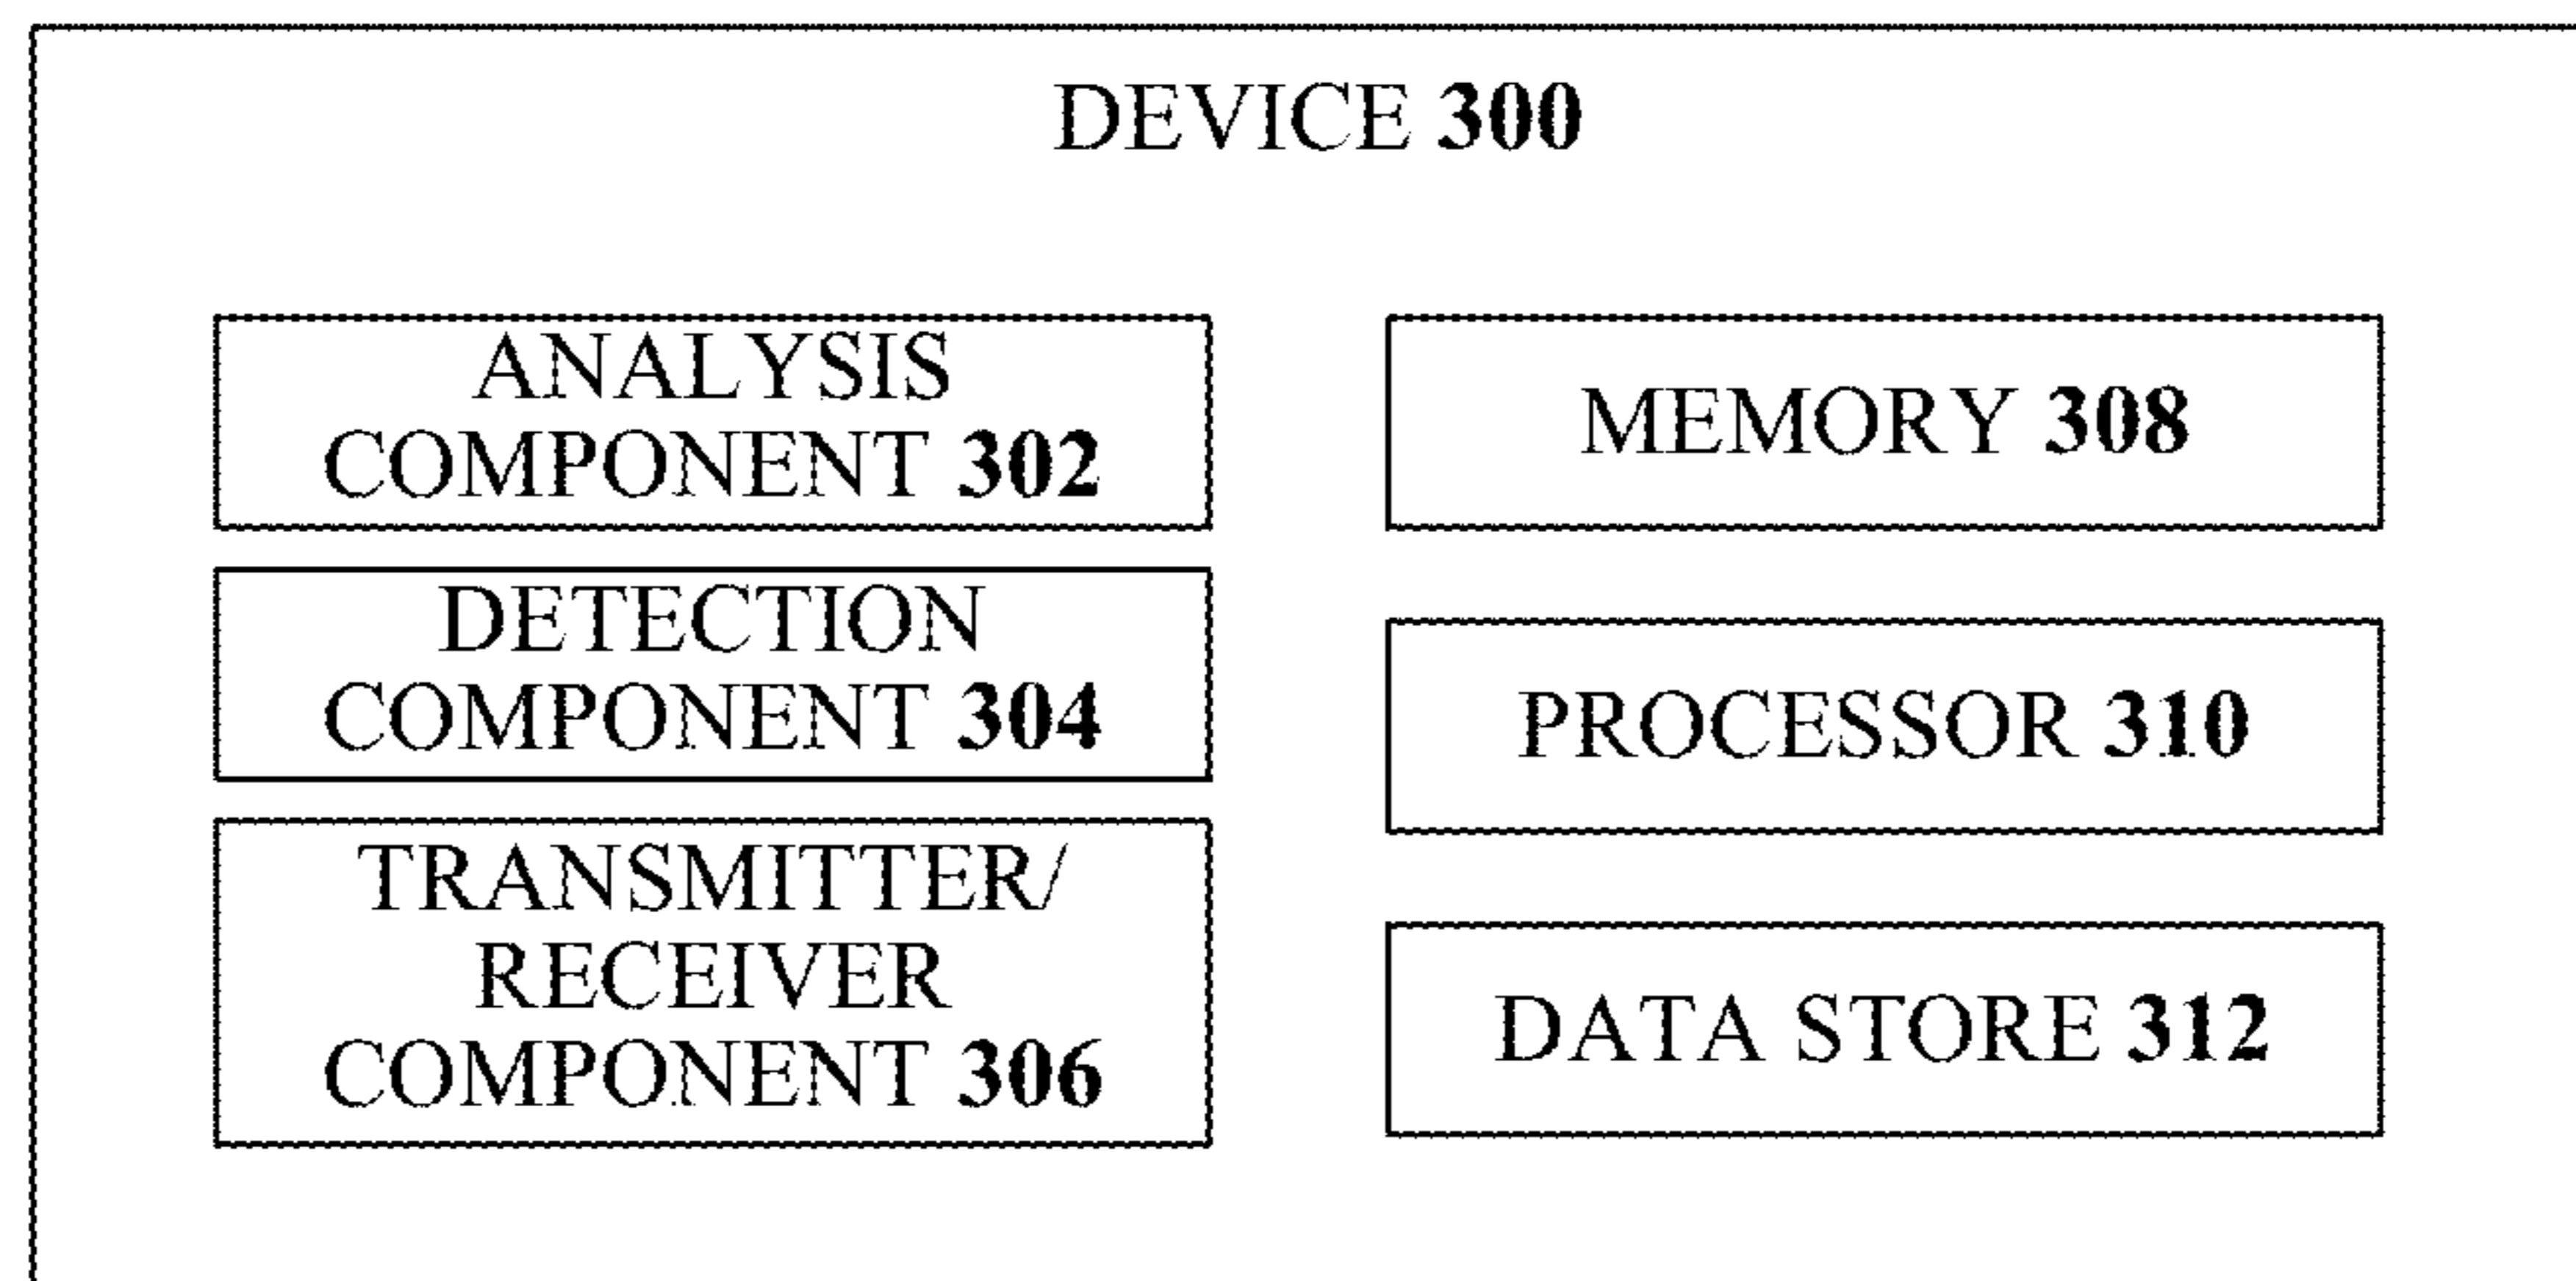 DEVICE 300
ANALYSIS
COMPONENT 302
DETECTION
COMPONENT 304
TRANSMITTER/
RECEIVER
COMPONENT 306
MEMORY 308
PROCESSOR 310
DATA STORE 312